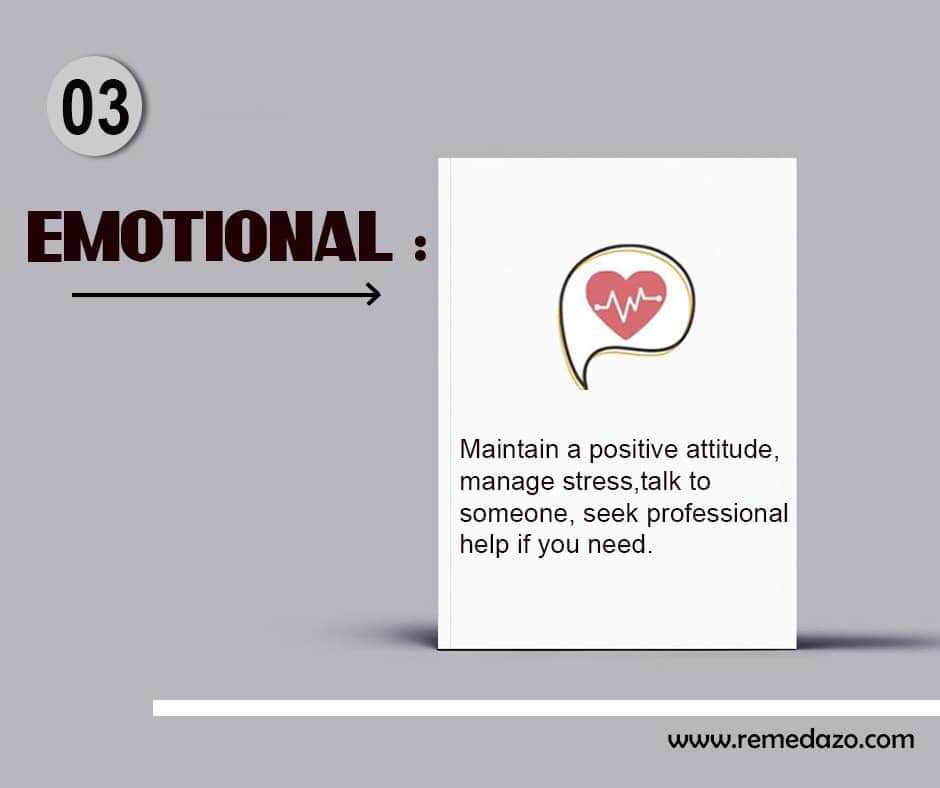 03
EMOTIONAL :
Maintain a positive attitude,
manage stress,talk to
someone, seek professional
help if you need.
www.remedazo.com